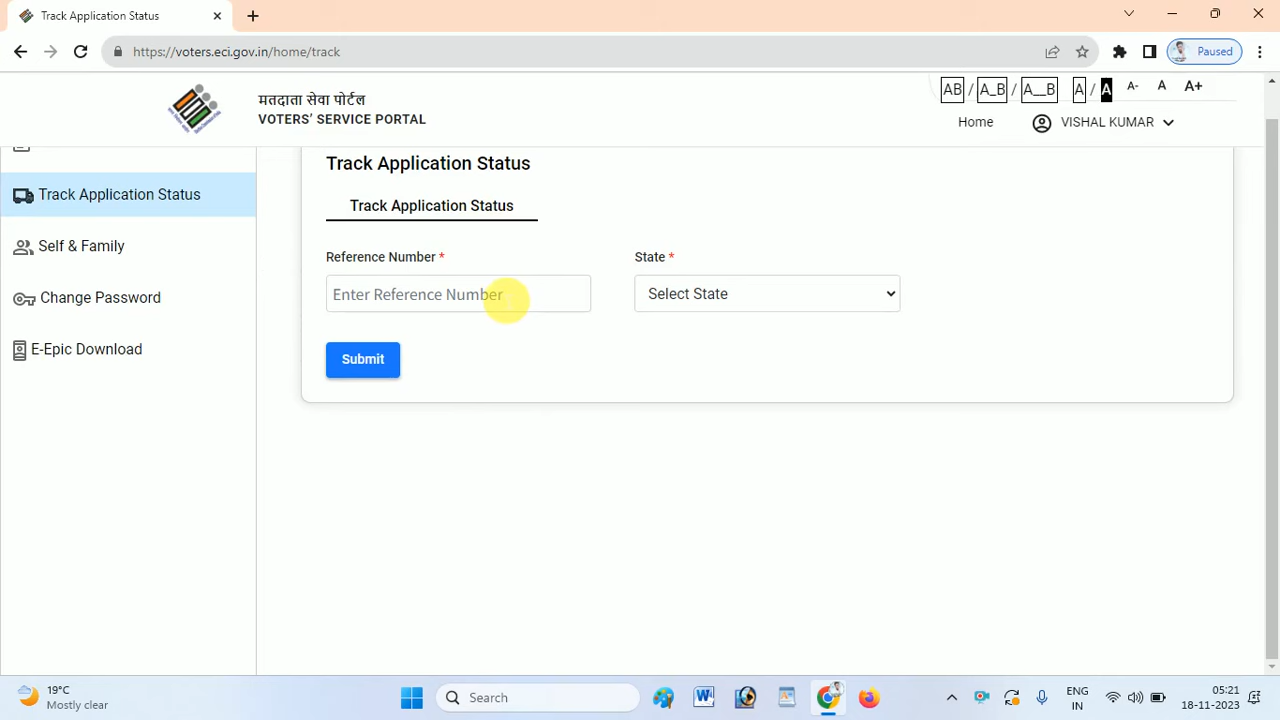 Track Application Status
https://voters.eci.gov.in/home/track
Paused
मतदाता सेवा पोर्टल
VOTERS' SERVICE PORTAL
AB / A_B / A__B A / A A- A A+
Home
VISHAL KUMAR
Track Application Status
Self & Family
Change Password
E-Epic Download
Track Application Status
Track Application Status
Reference Number *
State *
Enter Reference Number
Select State
Submit
19°C
Mostly clear
Search
ENG
IN
05:21
18-11-2023